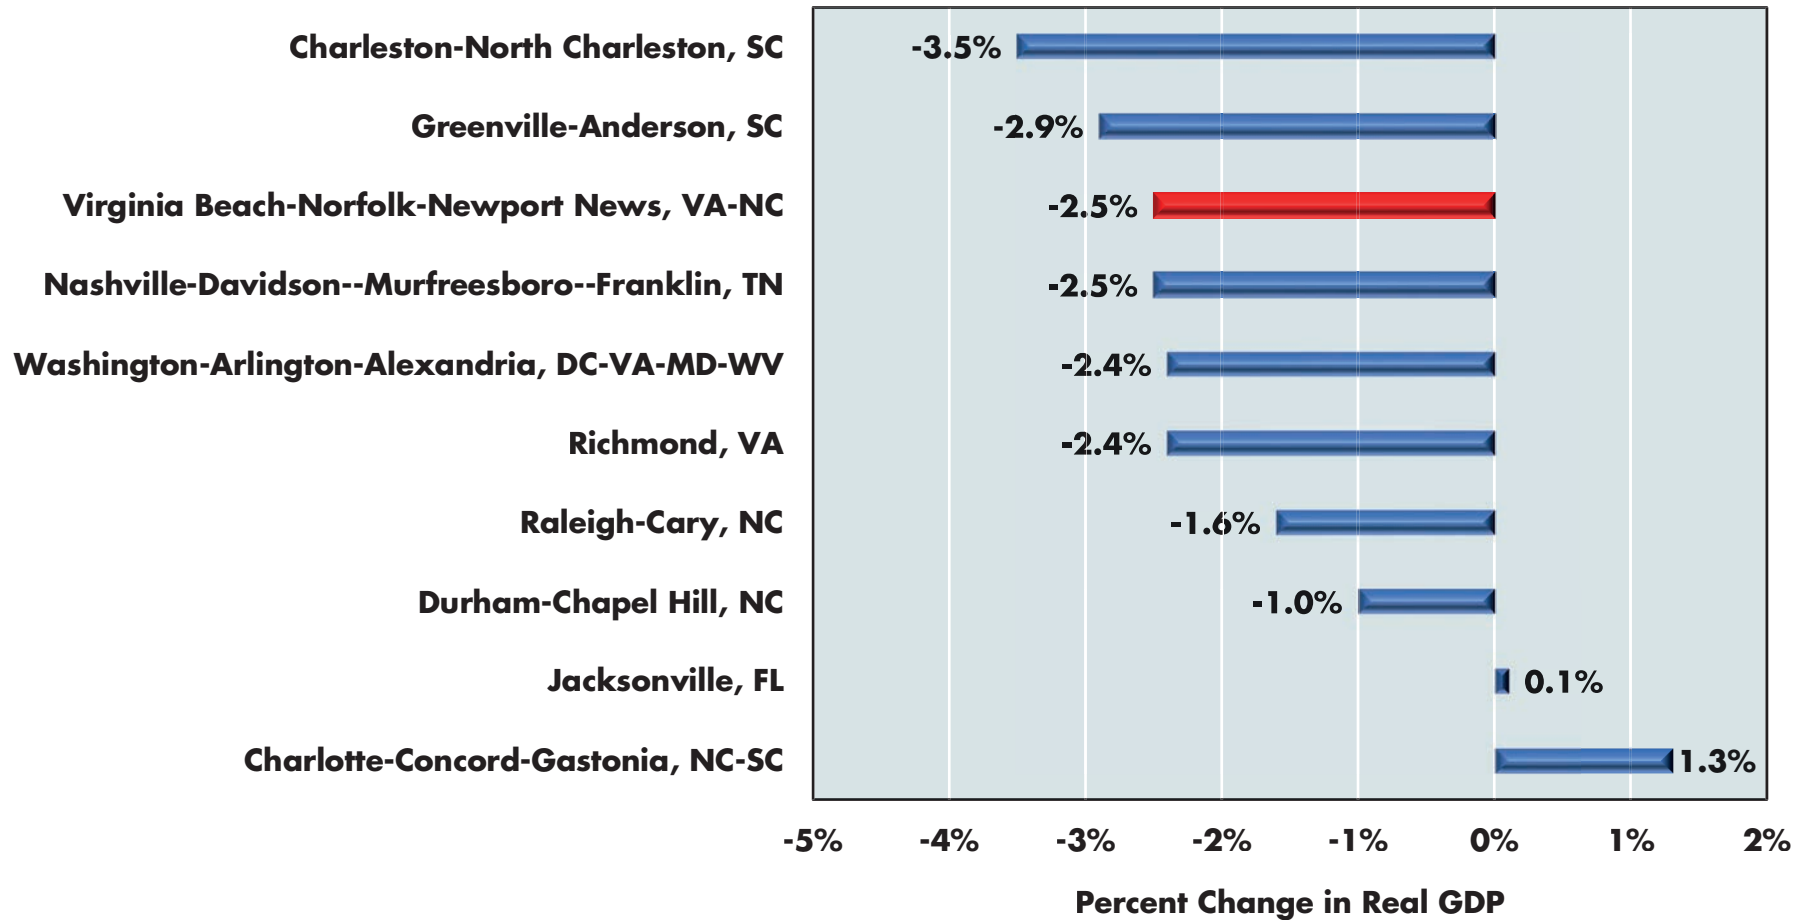 Charleston-North Charleston, SC -3.5%
Greenville-Anderson, SC -2.9%
Virginia Beach-Norfolk-Newport News, VA-NC -2.5%
Nashville-Davidson--Murfreesboro--Franklin, TN -2.5%
Washington-Arlington-Alexandria, DC-VA-MD-WV -2.4%
Richmond, VA -2.4%
Raleigh-Cary, NC -1.6%
Durham-Chapel Hill, NC -1.0%
Jacksonville, FL 0.1%
Charlotte-Concord-Gastonia, NC-SC 1.3%
-5% -4% -3% -2% -1% 0% 1% 2%
Percent Change in Real GDP